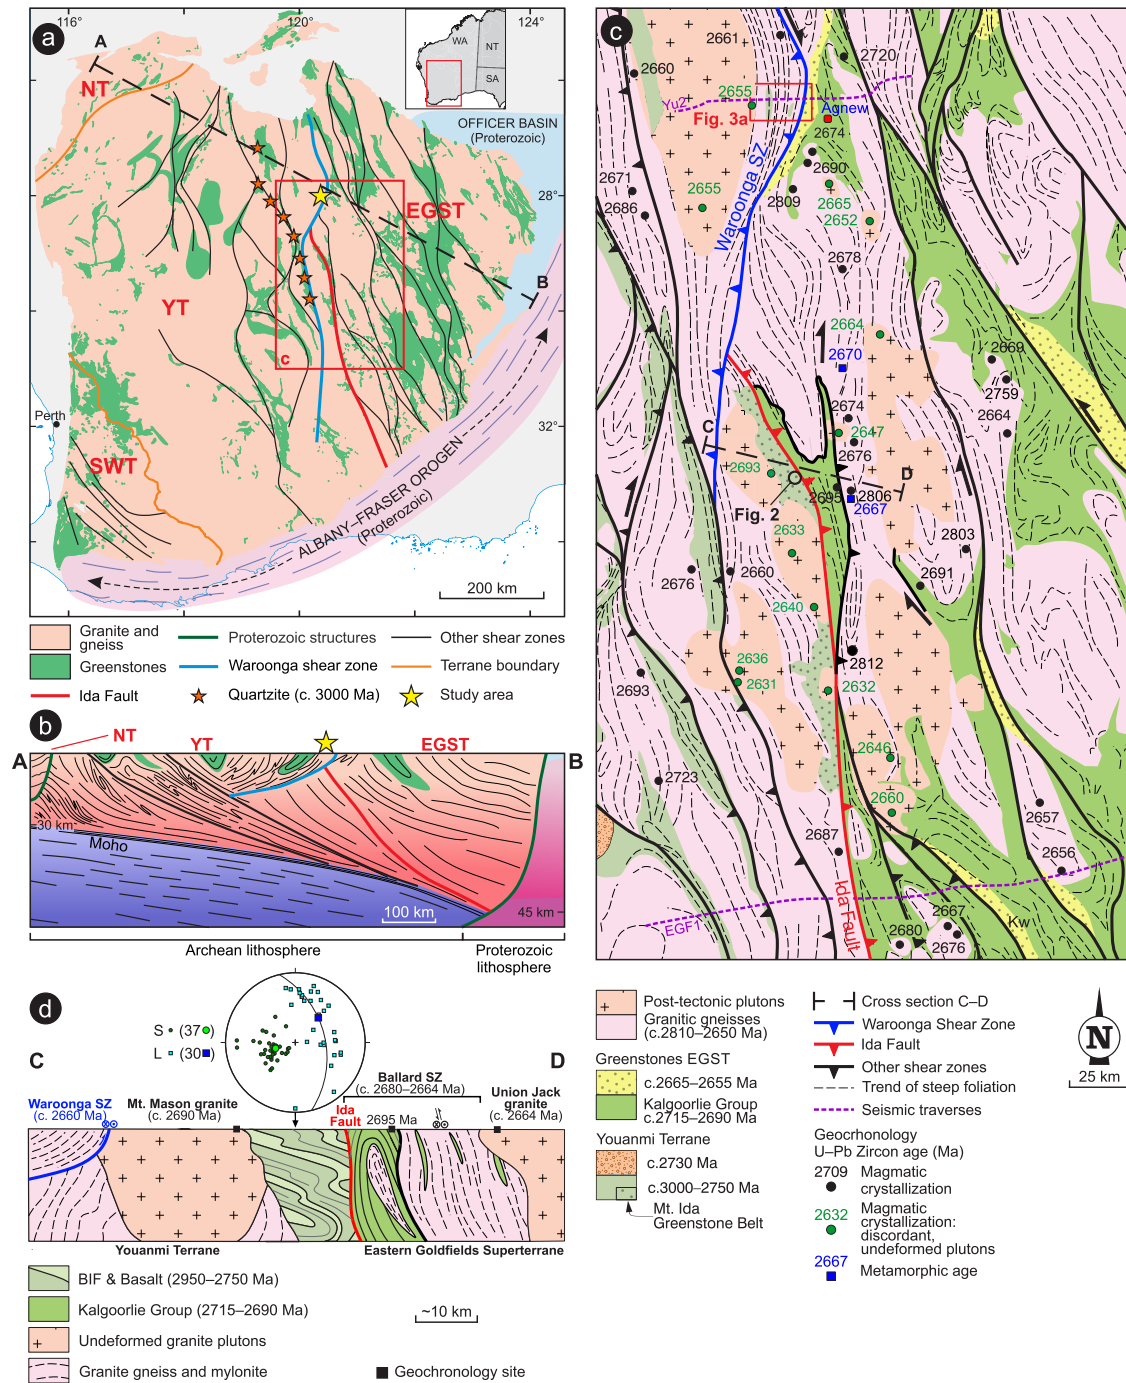 a
116°
120°
124°
A
NT
WA
NT
SA
OFFICER BASIN
(Proterozoic)
28°
EGST
B
YT
c
32°
Perth
SWT
ALBANY–FRASER OROGEN
(Proterozoic)
200 km
Granite and
gneiss
Proterozoic structures
Other shear zones
Greenstones
Waroonga shear zone
Terrane boundary
Ida Fault
Quartzite (c. 3000 Ma)
Study area
b
NT
YT
EGST
A
B
30 km
Moho
100 km
45 km
Archean lithosphere
Proterozoic
lithosphere
d
S (37)
L (30)
C
D
Waroonga SZ
(c. 2660 Ma)
Mt. Mason granite
(c. 2690 Ma)
Ballard SZ
(c. 2680–2664 Ma)
Ida
Fault
2695 Ma
Union Jack
granite
(c. 2664 Ma)
Youanmi Terrane
Eastern Goldfields Superterrane
BIF & Basalt (2950–2750 Ma)
Kalgoorlie Group (2715–2690 Ma)
~10 km
Undeformed granite plutons
Granite gneiss and mylonite
Geochronology site
c
2661
2660
2720
2655
Yu2
Agnew
Fig. 3a
2674
2690
Waroonga SZ
2671
2655
2809
2665
2686
2652
2678
2664
2670
2669
2759
2674
2664
2647
C
2676
2693
D
2695
2806
Fig. 2
2667
2633
2803
2676
2660
2691
2640
2636
2812
2693
2631
2632
2646
2723
2660
2657
2687
2656
Ida Fault
2667
EGF1
2680
2676
Kw
Post-tectonic plutons
Granitic gneisses
(c.2810–2650 Ma)
Greenstones EGST
c.2665–2655 Ma
Kalgoorlie Group
c.2715–2690 Ma
Youanmi Terrane
c.2730 Ma
c.3000–2750 Ma
Mt. Ida
Greenstone Belt
Cross section C–D
Waroonga Shear Zone
Ida Fault
Other shear zones
Trend of steep foliation
Seismic traverses
Geocrhonology
U–Pb Zircon age (Ma)
2709
Magmatic
crystallization
2632
Magmatic
crystallization:
discordant,
undeformed plutons
2667
Metamorphic age
N
25 km